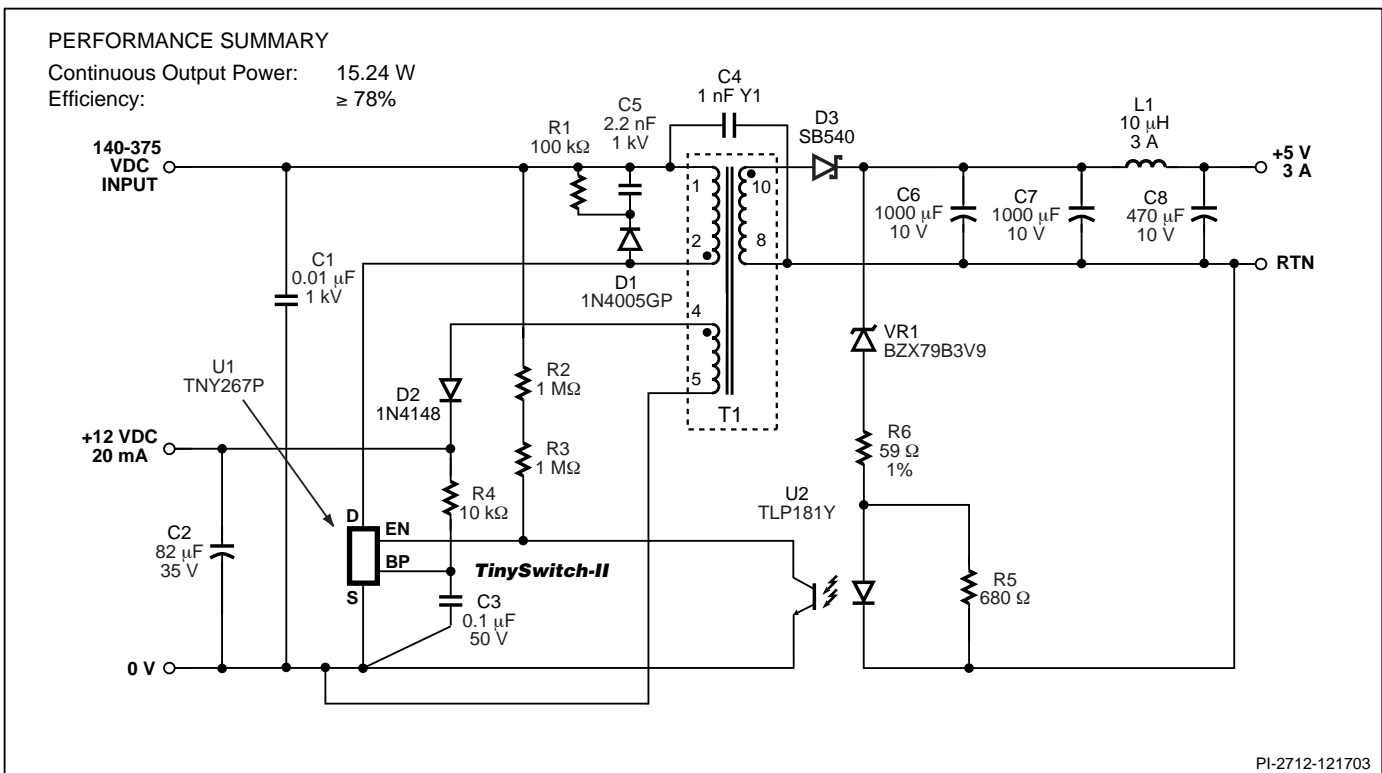 PERFORMANCE SUMMARY
Continuous Output Power: 15.24 W
Efficiency: ≥ 78%
C4
1 nF Y1
C5
2.2 nF
1 kV
R1
100 kΩ
D3
SB540
L1
10 µH
3 A
140-375
VDC
INPUT
+5 V
3 A
1
10
2
8
C6
1000 µF
10 V
C7
1000 µF
10 V
C8
470 µF
10 V
RTN
C1
0.01 µF
1 kV
D1
1N4005GP
4
5
T1
VR1
BZX79B3V9
U1
TNY267P
D2
1N4148
R2
1 MΩ
+12 VDC
20 mA
R3
1 MΩ
R6
59 Ω
1%
R4
10 kΩ
U2
TLP181Y
D
EN
BP
S
TinySwitch-II
C2
82 µF
35 V
C3
0.1 µF
50 V
R5
680 Ω
0 V
PI-2712-121703